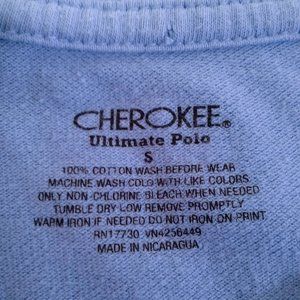 CHEROKEE®
Ultimate Polo
S
100% COTTON WASH BEFORE WEAR
MACHINE WASH COLD WITH LIKE COLORS
ONLY NON-CHLORINE BLEACH WHEN NEEDED
TUMBLE DRY LOW REMOVE PROMPTLY
WARM IRON IF NEEDED DO NOT IRON ON PRINT
RN17730 VN4256449
MADE IN NICARAGUA